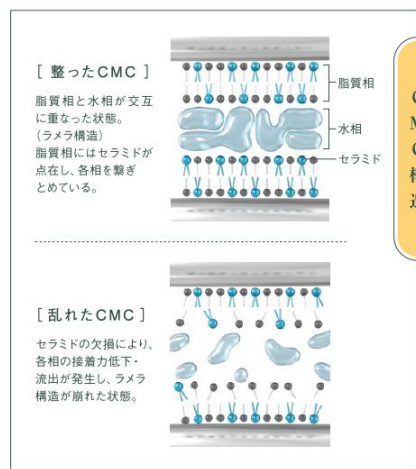 [ 整ったCMC ]
脂質相と水相が交互
に重なった状態。
(ラメラ構造)
脂質相にはセラミドが
点在し、各相を繋ぎ
とめている。
脂質相
水相
セラミド
[ 乱れたCMC ]
セラミドの欠損により、
各相の接着力低下・
流出が発生し、ラメラ
構造が崩れた状態。
CMC構造